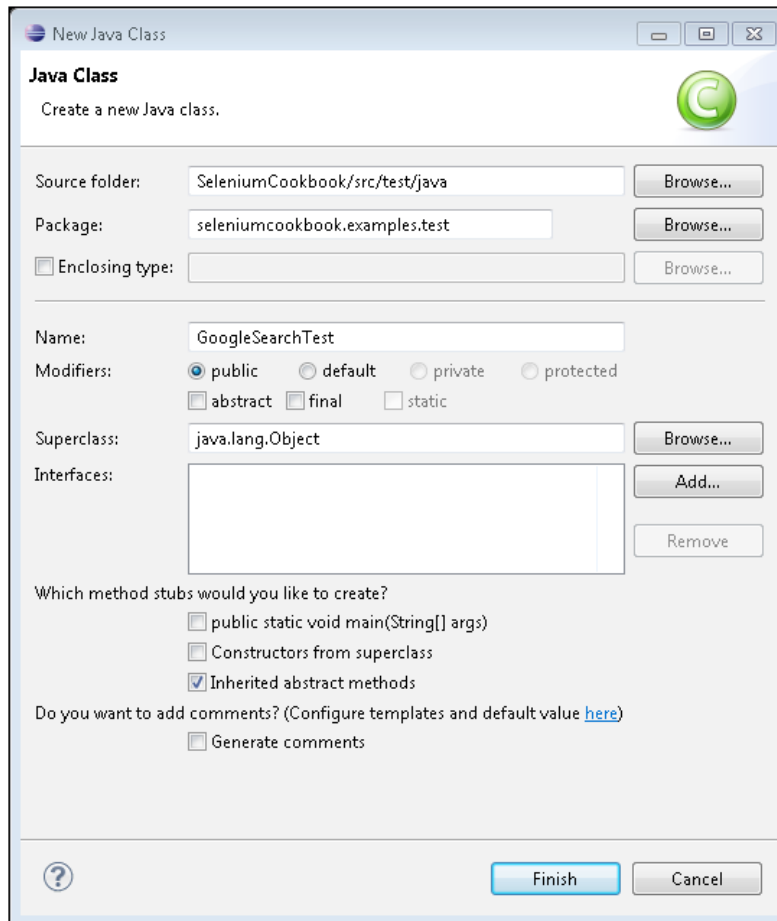 New Java Class
Java Class
Create a new Java class.
Source folder: SeleniumCookbook/src/test/java Browse...
Package: seleniumcookbook.examples.test Browse...
Enclosing type: Browse...
Name: GoogleSearchTest
Modifiers: public default private protected
abstract final static
Superclass: java.lang.Object Browse...
Interfaces: Add...
Remove
Which method stubs would you like to create?
public static void main(String[] args)
Constructors from superclass
Inherited abstract methods
Do you want to add comments? (Configure templates and default value here)
Generate comments
Finish Cancel